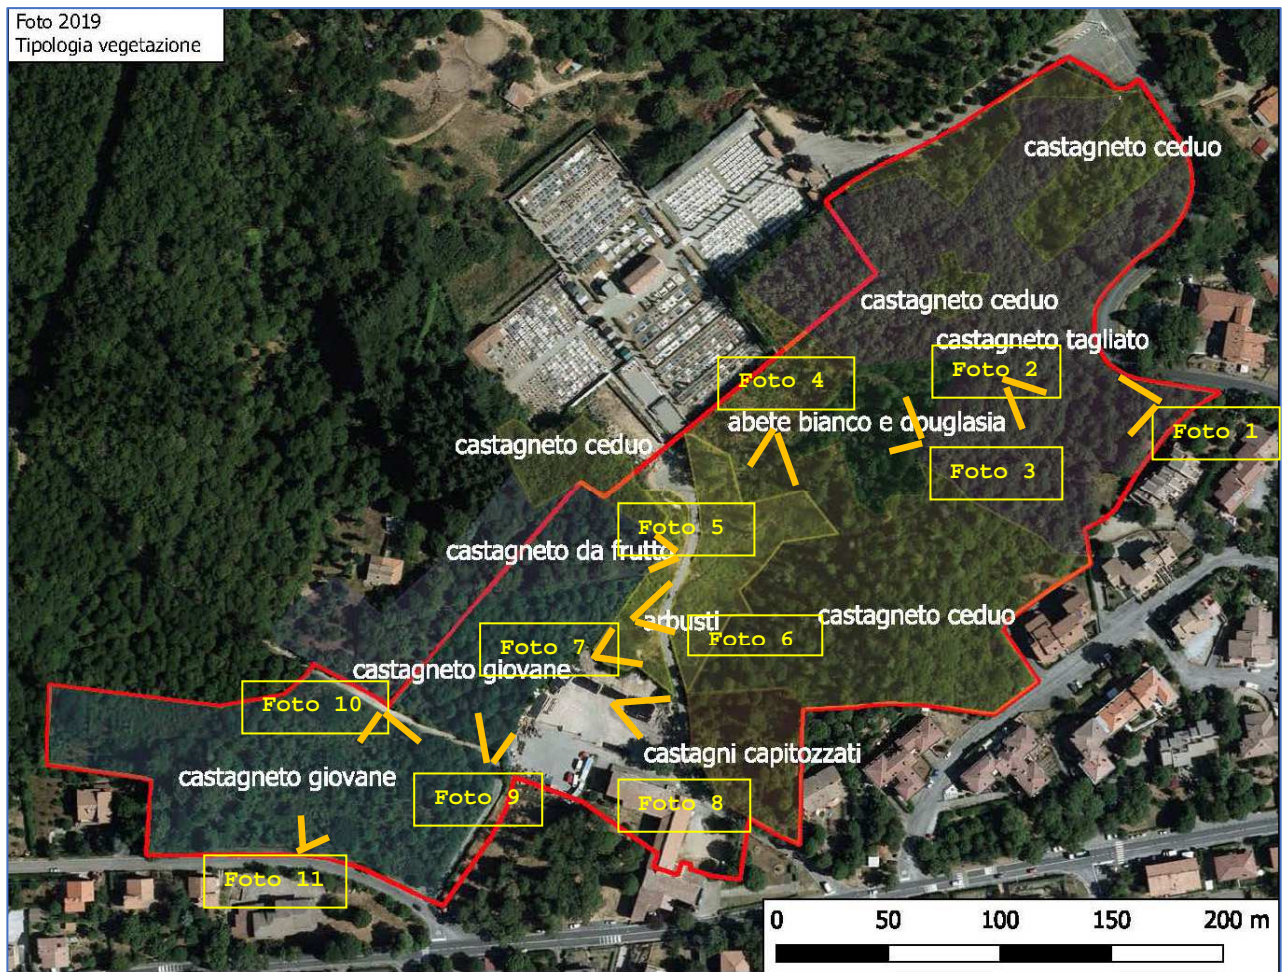 Foto 2019
Tipologia vegetazione
castagneto ceduo
castagneto ceduo
castagneto tagliato
Foto 4
Foto 2
abete bianco e douglasia
Foto 1
castagneto ceduo
Foto 3
Foto 5
castagneto da frutto
arbusti
castagneto ceduo
Foto 7
Foto 6
castagneto giovane
Foto 10
castagni capitozzati
castagneto giovane
Foto 9
Foto 8
Foto 11
0 50 100 150 200 m